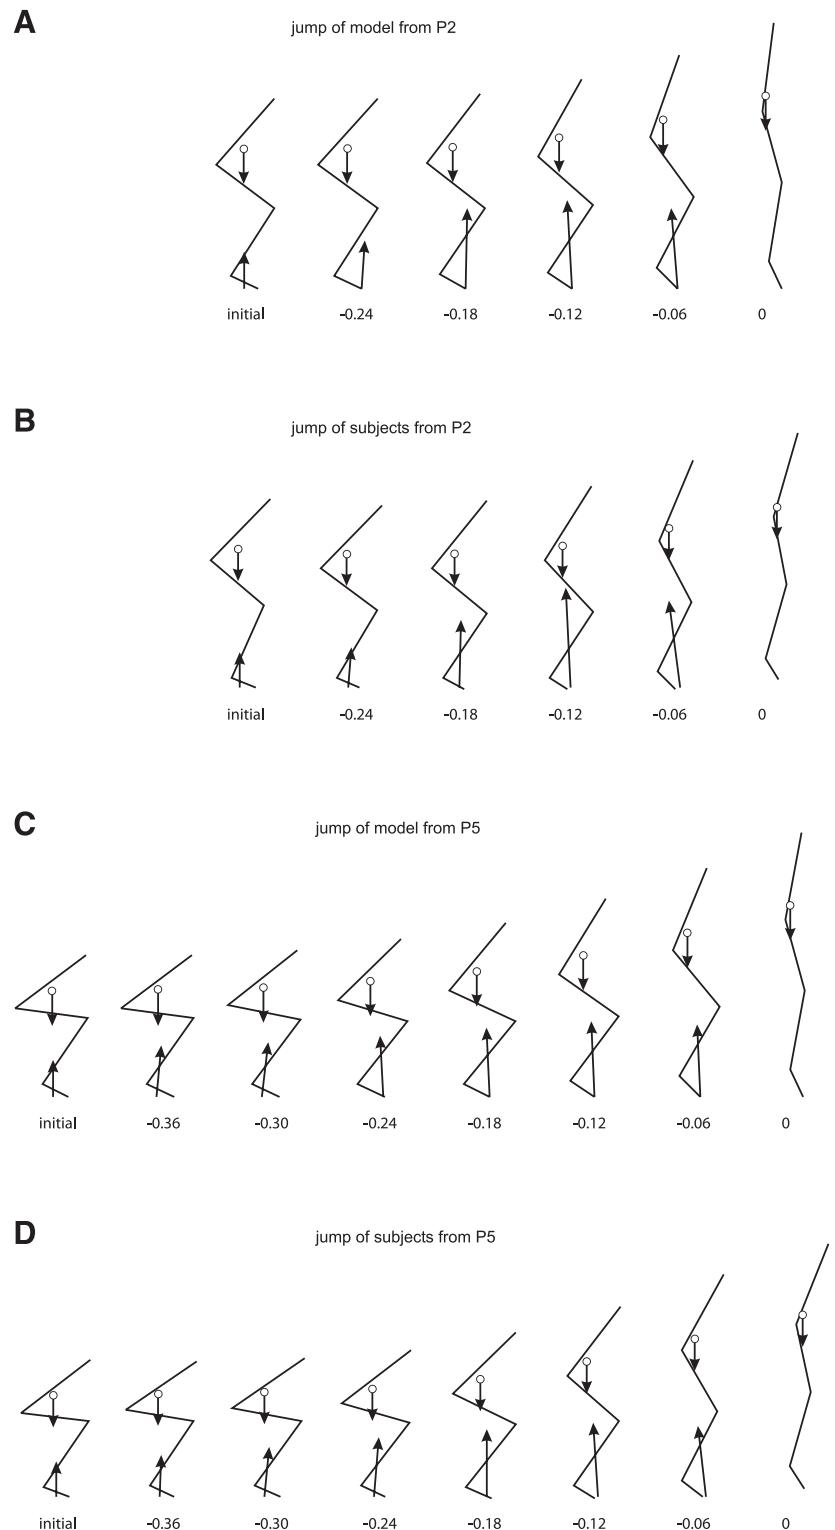 A
jump of model from P2
initial -0.24 -0.18 -0.12 -0.06 0
B
jump of subjects from P2
initial -0.24 -0.18 -0.12 -0.06 0
C
jump of model from P5
initial -0.36 -0.30 -0.24 -0.18 -0.12 -0.06 0
D
jump of subjects from P5
initial -0.36 -0.30 -0.24 -0.18 -0.12 -0.06 0